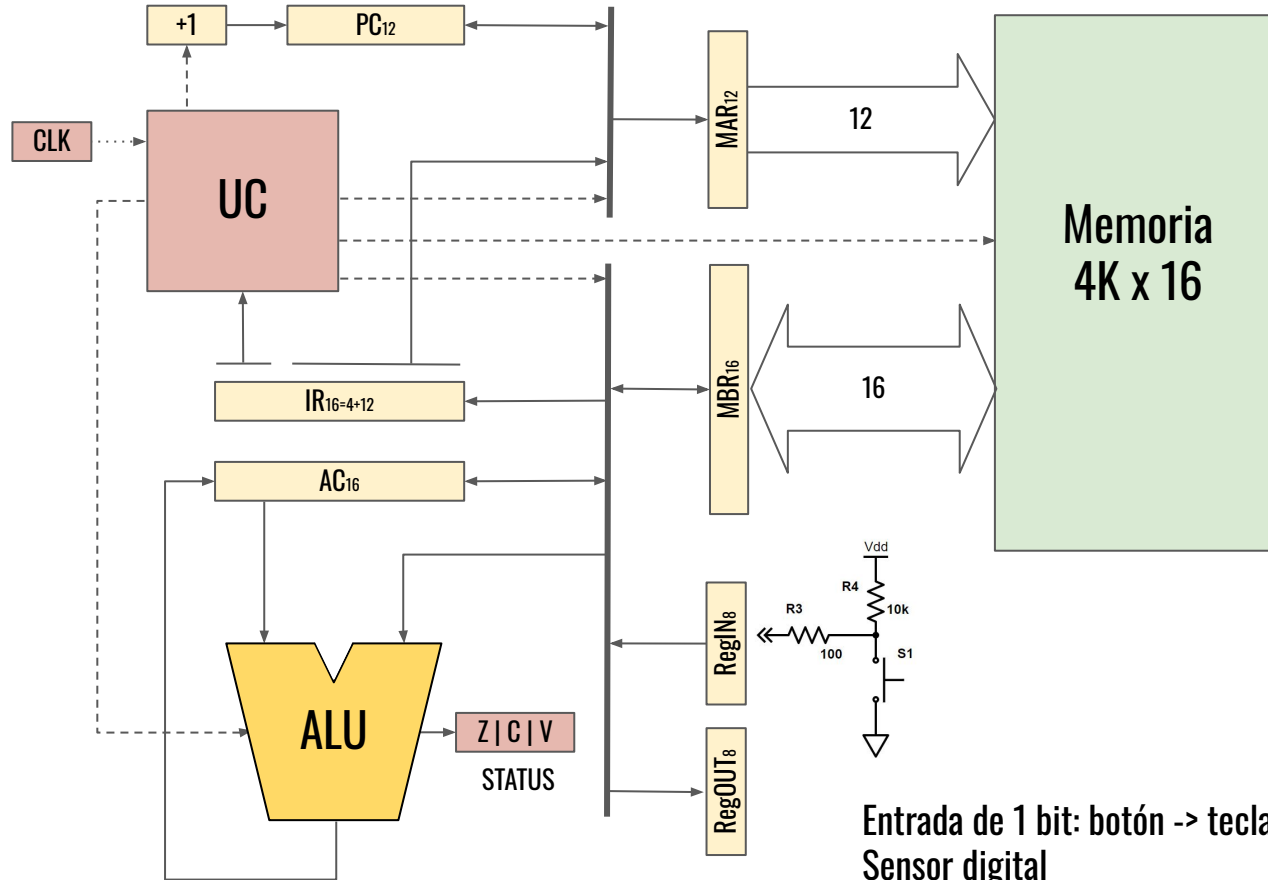 +1
PC12
CLK
UC
MAR12
12
Memoria
4K x 16
IR16=4+12
MBR16
16
AC16
Vdd
R4
10k
R3
100
S1
RegIN8
ALU
Z | C | V
STATUS
RegOUT8
Entrada de 1 bit: botón -> tecla
Sensor digital